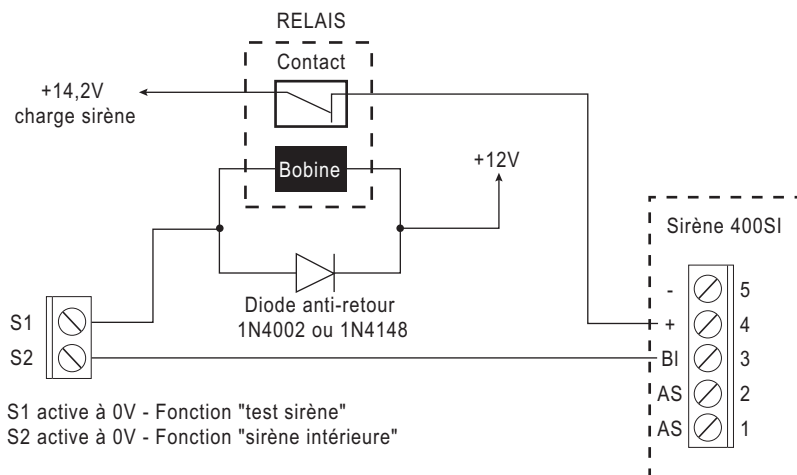 RELAIS
Contact
+14,2V
charge sirène
Bobine
+12V
Sirène 400SI
Diode anti-retour
1N4002 ou 1N4148
- 5
+ 4
BI 3
AS 2
AS 1
S1
S2
S1 active à 0V - Fonction "test sirène"
S2 active à 0V - Fonction "sirène intérieure"